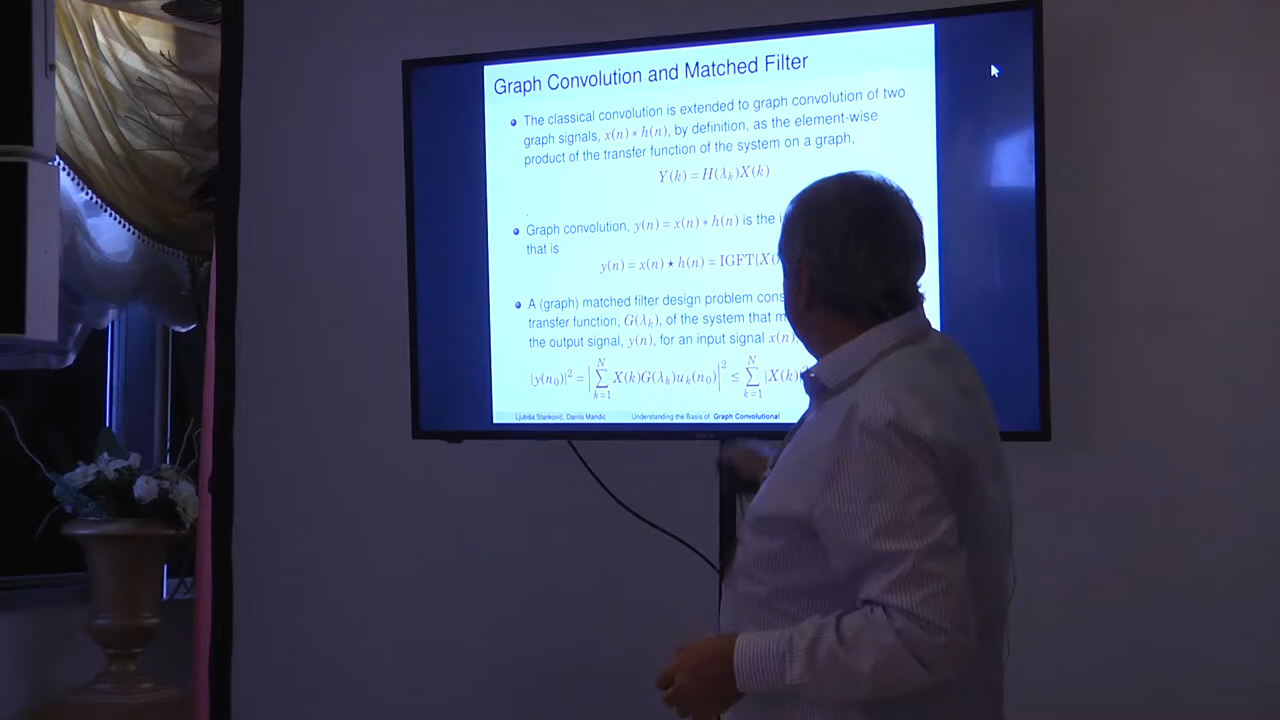 Graph Convolution and Matched Filter
The classical convolution is extended to graph convolution of two
graph signals, x(n) ∗ h(n), by definition, as the element-wise
product of the transfer function of the system on a graph,
Y(k) = H(λ_k)X(k)
Graph convolution, y(n) = x(n) ∗ h(n) is the
that is
y(n) = x(n) ⋆ h(n) = IGFT{X(
A (graph) matched filter design problem
transfer function, G(λ_k), of the system that
the output signal, y(n), for an input signal x(n)
|y(n_0)|^2 = |∑_{k=1}^{N} X(k)G(λ_k)u_k(n_0)|^2 ≤ ∑_{k=1}^{N} |X(k)|^2
Ljubiša Stanković, Danilo Mandic Understanding the Basis of Graph Convolutional